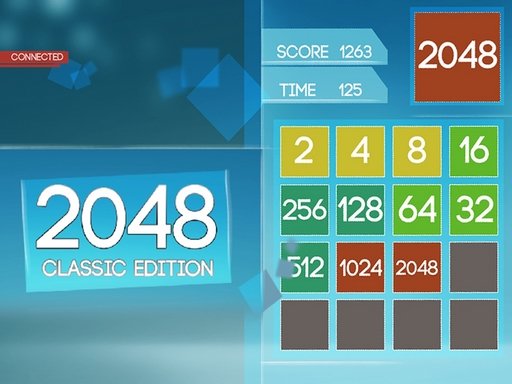 CONNECTED
2048
CLASSIC EDITION
SCORE 1263
TIME 125
2048
2 4 8 16
256 128 64 32
512 1024 2048